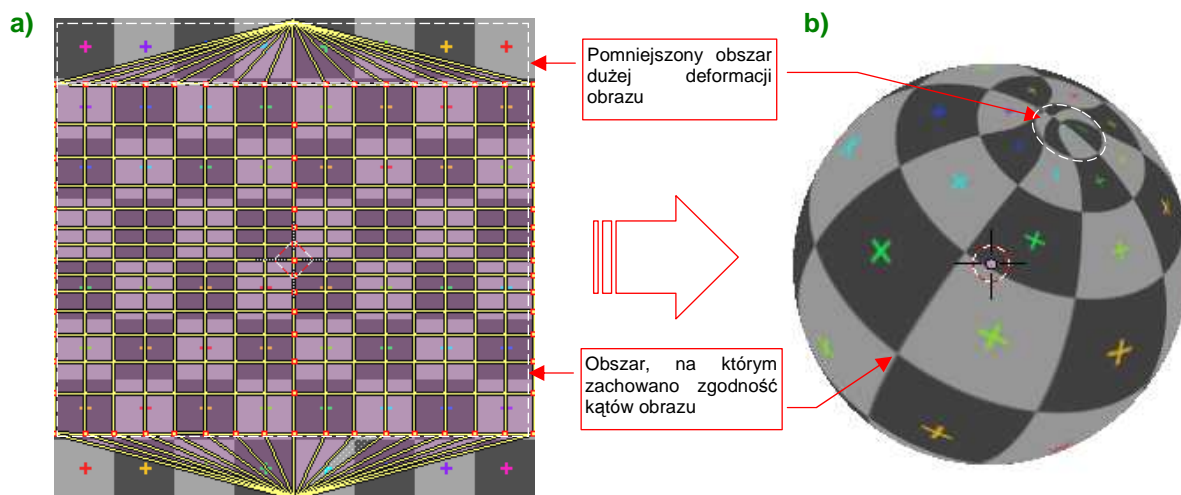 a)
Pomniejszony obszar
dużej deformacji
obrazu
b)
Obszar, na którym
zachowano zgodność
kątów obrazu